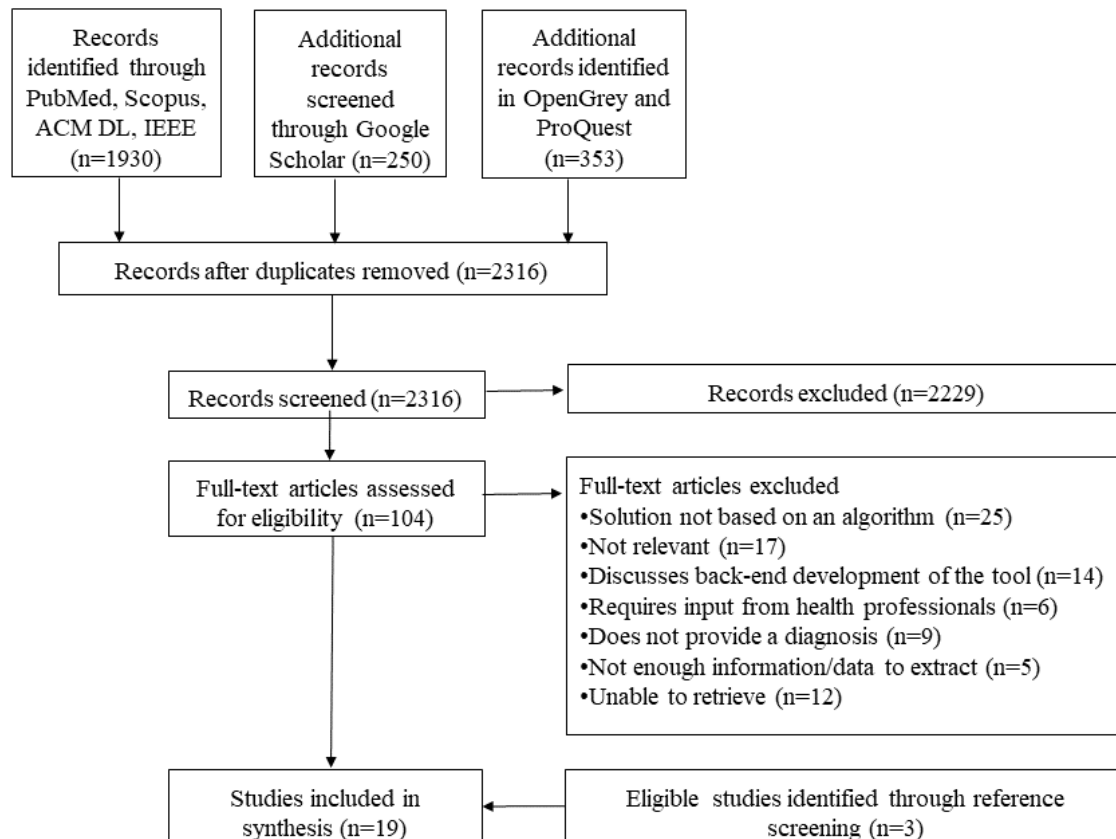 Records
identified through
PubMed, Scopus,
ACM DL, IEEE
(n=1930)
Additional
records
screened
through Google
Scholar (n=250)
Additional
records identified
in OpenGrey and
ProQuest
(n=353)
Records after duplicates removed (n=2316)
Records screened (n=2316)
Records excluded (n=2229)
Full-text articles assessed
for eligibility (n=104)
Full-text articles excluded
•Solution not based on an algorithm (n=25)
•Not relevant (n=17)
•Discusses back-end development of the tool (n=14)
•Requires input from health professionals (n=6)
•Does not provide a diagnosis (n=9)
•Not enough information/data to extract (n=5)
•Unable to retrieve (n=12)
Studies included in
synthesis (n=19)
Eligible studies identified through reference
screening (n=3)